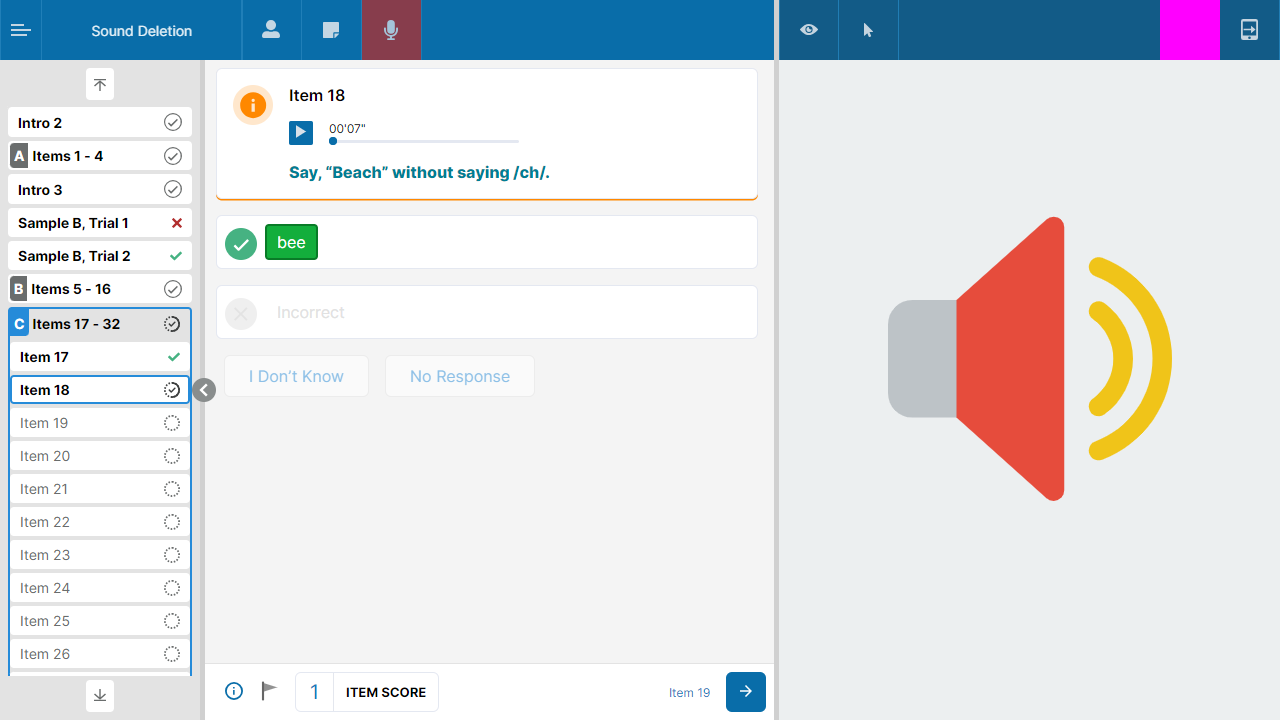 Sound Deletion
Intro 2
A Items 1 - 4
Intro 3
Sample B, Trial 1
Sample B, Trial 2
B Items 5 - 16
C Items 17 - 32
Item 17
Item 18
Item 19
Item 20
Item 21
Item 22
Item 23
Item 24
Item 25
Item 26
Item 18
00'07"
Say, “Beach” without saying /ch/.
bee
Incorrect
I Don’t Know
No Response
1 ITEM SCORE
Item 19